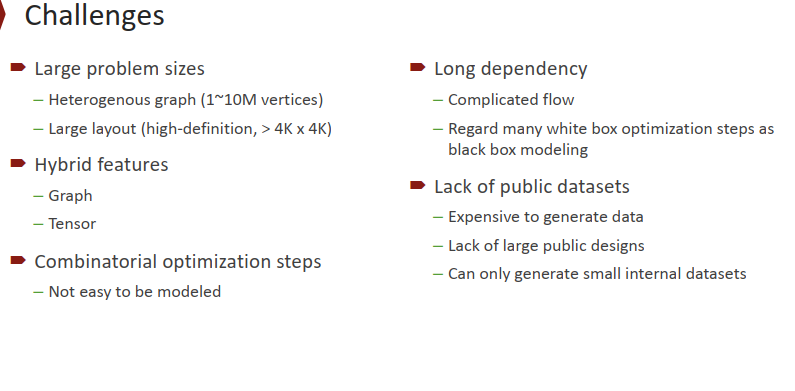 Challenges
Large problem sizes
– Heterogenous graph (1~10M vertices)
– Large layout (high-definition, > 4K x 4K)
Hybrid features
– Graph
– Tensor
Combinatorial optimization steps
– Not easy to be modeled
Long dependency
– Complicated flow
– Regard many white box optimization steps as
black box modeling
Lack of public datasets
– Expensive to generate data
– Lack of large public designs
– Can only generate small internal datasets